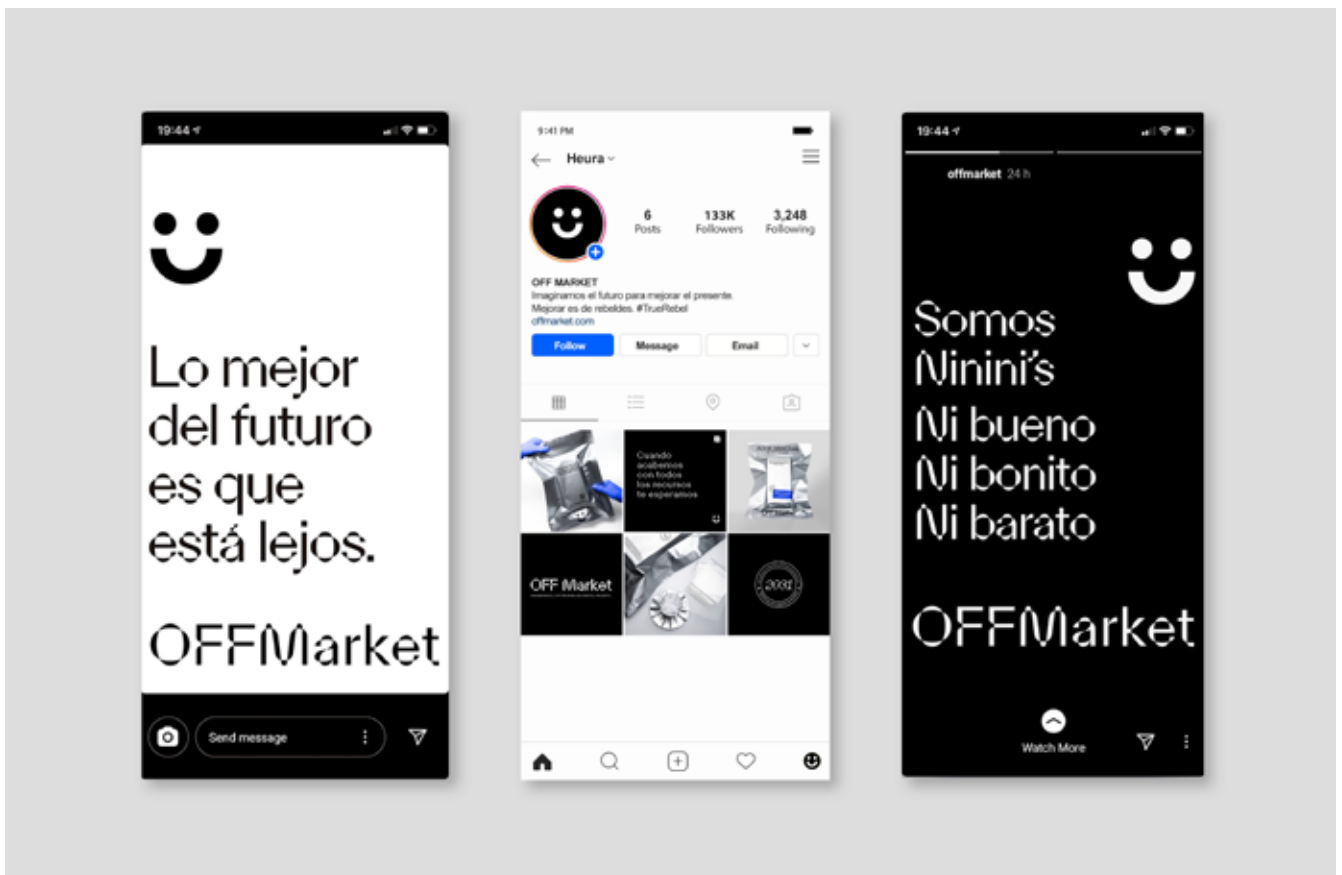 19:44
Lo mejor
del futuro
es que
está lejos.
OFFMarket
Send message
9:41 PM
Heura
6
Posts
133K
Followers
3,248
Following
OFF MARKET
Imaginamos el futuro para mejorar el presente.
Mejorar es de rebeldes. #TrueRebel
offmarket.com
Follow
Message
Email
Cuando
acabemos
con todos
los recursos
te esperamos
OFF Market
2031
19:44
offmarket 24 h
Somos
Ninini's
Ni bueno
Ni bonito
Ni barato
OFFMarket
Watch More